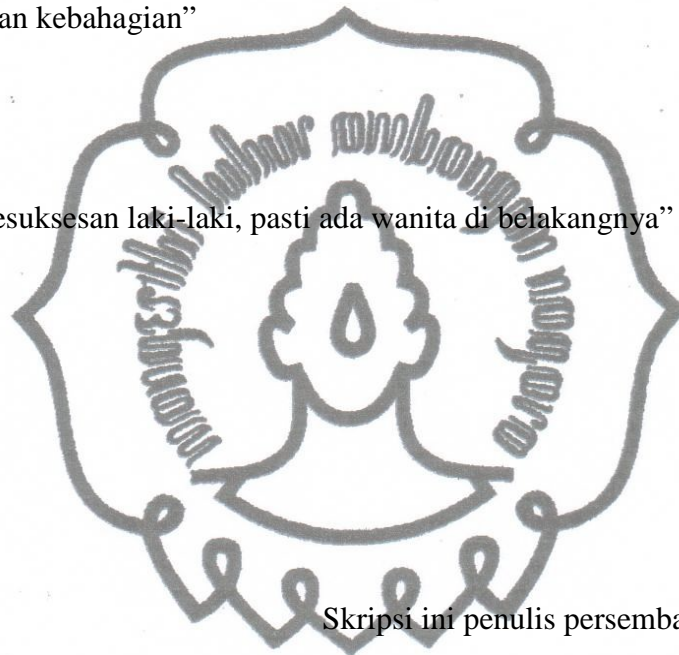 an kebahagian”
esuksesan laki-laki, pasti ada wanita di belakangnya”
Skripsi ini penulis persemba